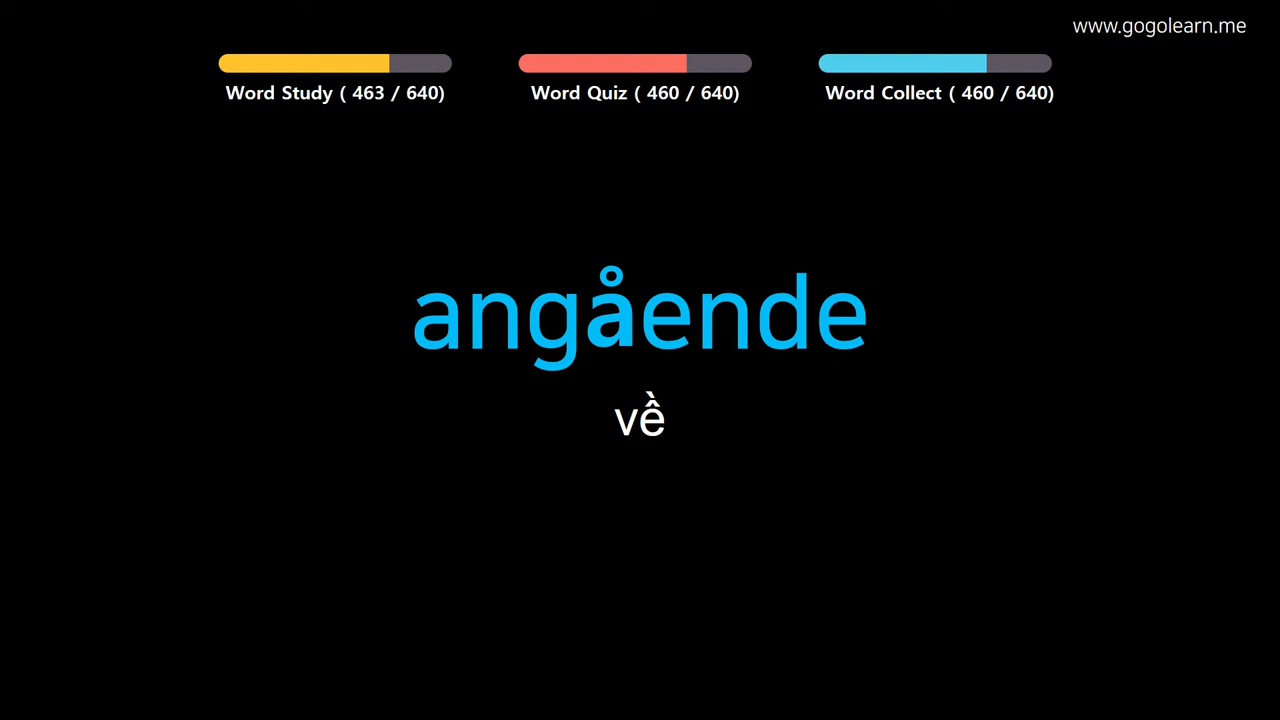 www.gogolearn.me
Word Study ( 463 / 640)
Word Quiz ( 460 / 640)
Word Collect ( 460 / 640)
angående
về